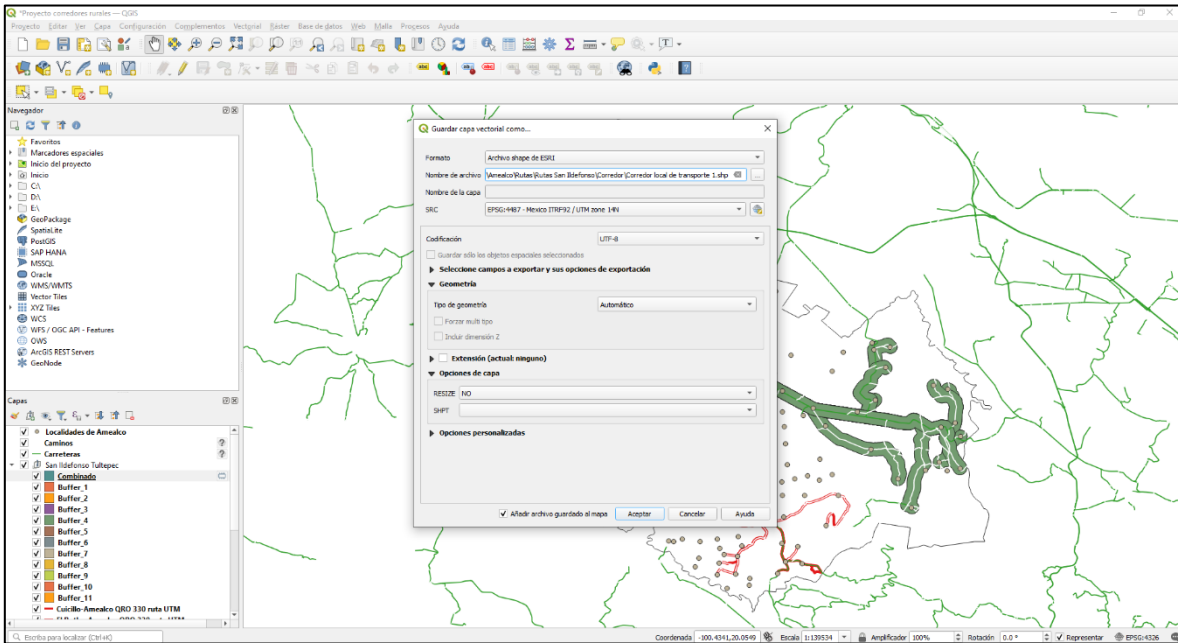 *Proyecto corredores rurales — QGIS
Proyecto Editar Ver Capa Configuración Complementos Vectorial Ráster Base de datos Web Malla Procesos Ayuda
Navegador
Favoritos
Marcadores espaciales
Inicio del proyecto
Inicio
C:\
D:\
E:\
GeoPackage
SpatiaLite
PostGIS
SAP HANA
MSSQL
Oracle
WMS/WMTS
Vector Tiles
XYZ Tiles
WCS
WFS / OGC API - Features
OWS
ArcGIS REST Servers
GeoNode
Capas
Localidades de Amealco
Caminos
Carreteras
San Ildefonso Tultepec
Combinado
Buffer_1
Buffer_2
Buffer_3
Buffer_4
Buffer_5
Buffer_6
Buffer_7
Buffer_8
Buffer_9
Buffer_10
Buffer_11
Cuicillo-Amealco QRO 330 ruta UTM
Guardar capa vectorial como...
Formato Archivo shape de ESRI
Nombre de archivo \Amealco\Rutas\Rutas San Ildefonso\Corredor\Corredor local de transporte 1.shp
Nombre de la capa
SRC EPSG:4487 - Mexico ITRF92 / UTM zone 14N
Codificación UTF-8
Guardar sólo los objetos espaciales seleccionados
Seleccione campos a exportar y sus opciones de exportación
Geometría
Tipo de geometría Automático
Forzar multi tipo
Incluir dimensión Z
Extensión (actual: ninguno)
Opciones de capa
RESIZE NO
SHPT
Opciones personalizadas
Añadir archivo guardado al mapa Aceptar Cancelar Ayuda
Escriba para localizar (Ctrl+K) Coordenada -100.4341,20.0549 Escala 1:139534 Amplificador 100% Rotación 0.0 ° Representar EPSG:4326